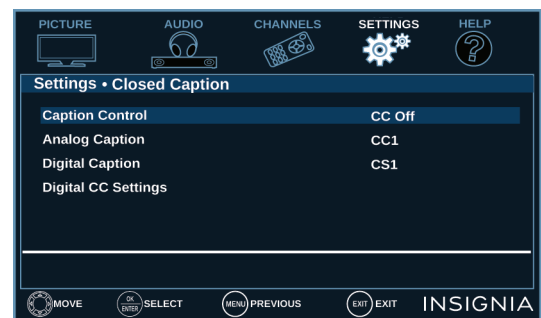 PICTURE AUDIO CHANNELS SETTINGS HELP
Settings • Closed Caption
Caption Control CC Off
Analog Caption CC1
Digital Caption CS1
Digital CC Settings
MOVE OK ENTER SELECT MENU PREVIOUS EXIT EXIT INSIGNIA